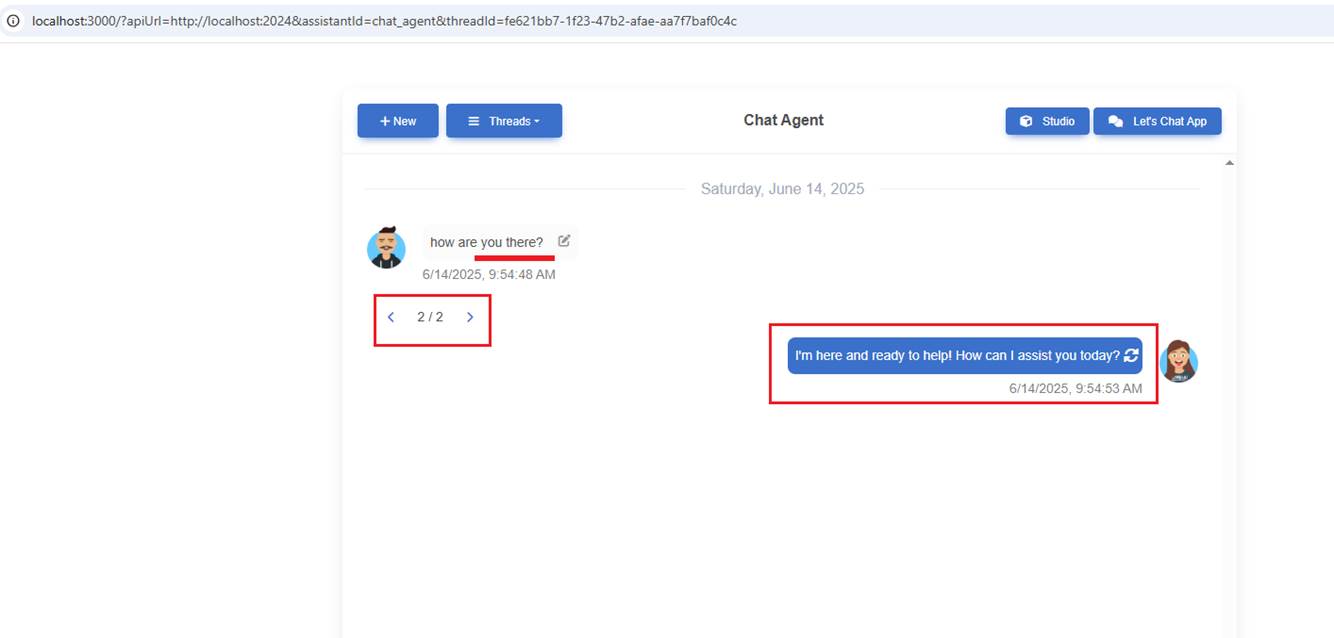 localhost:3000/?apiUrl=http://localhost:2024&assistantId=chat_agent&threadId=fe621bb7-1f23-47b2-afae-aa7f7baf0c4c
+ New
Threads
Chat Agent
Studio
Let's Chat App
Saturday, June 14, 2025
how are you there?
6/14/2025, 9:54:48 AM
2 / 2
I'm here and ready to help! How can I assist you today?
6/14/2025, 9:54:53 AM